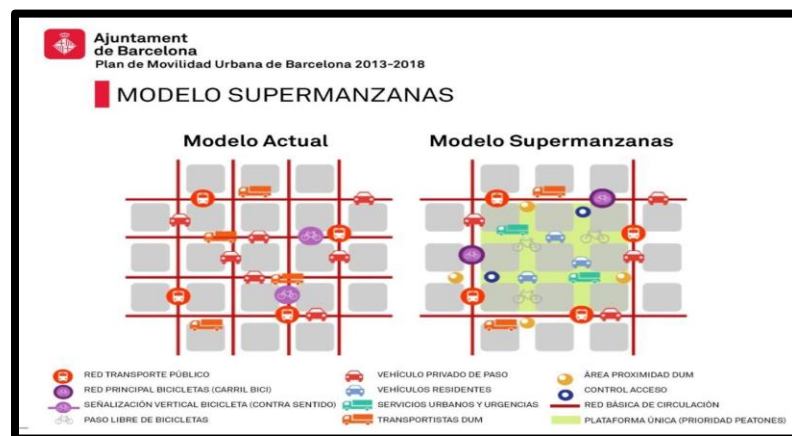 Ajuntament
de Barcelona
Plan de Movilidad Urbana de Barcelona 2013-2018
MODELO SUPERMANZANAS
Modelo Actual
Modelo Supermanzanas
RED TRANSPORTE PÚBLICO
RED PRINCIPAL BICICLETAS (CARRIL BICI)
SEÑALIZACIÓN VERTICAL BICICLETA (CONTRA SENTIDO)
PASO LIBRE DE BICICLETAS
VEHÍCULO PRIVADO DE PASO
VEHÍCULOS RESIDENTES
SERVICIOS URBANOS Y URGENCIAS
TRANSPORTISTAS DUM
ÁREA PROXIMIDAD DUM
CONTROL ACCESO
RED BÁSICA DE CIRCULACIÓN
PLATAFORMA ÚNICA (PRIORIDAD PEATONES)